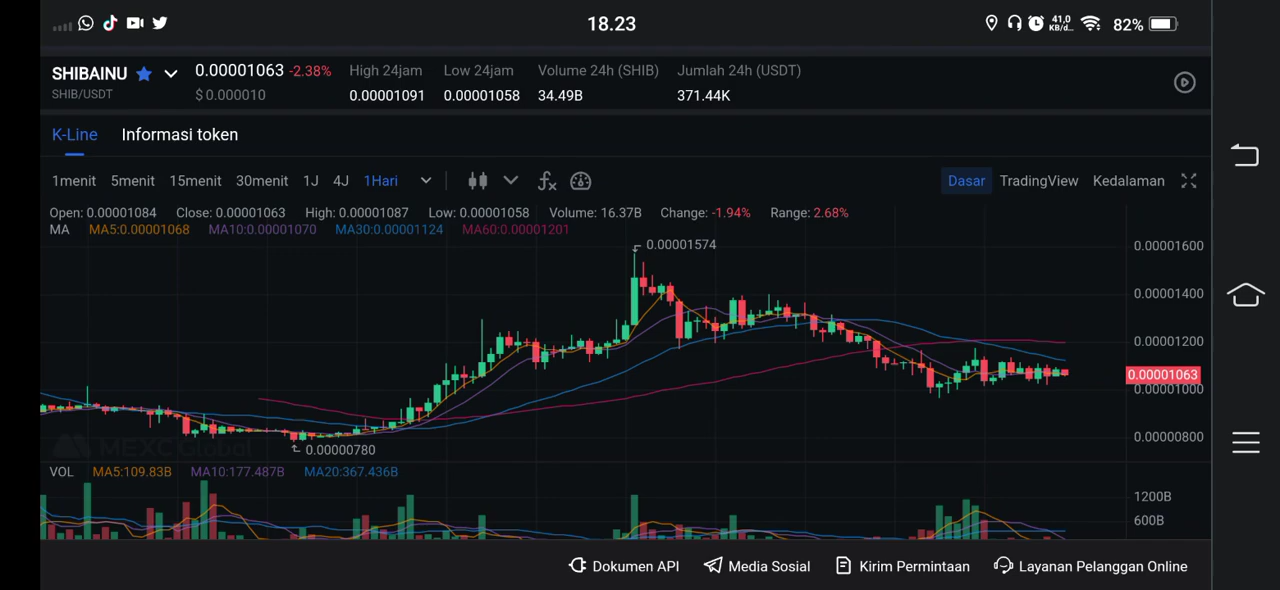 18.23
41,0
KB/d...
82%
SHIBAINU
SHIB/USDT
0.00001063 -2.38%
$ 0.000010
High 24jam
0.00001091
Low 24jam
0.00001058
Volume 24h (SHIB)
34.49B
Jumlah 24h (USDT)
371.44K
K-Line Informasi token
1menit 5menit 15menit 30menit 1J 4J 1Hari
fx
Dasar TradingView Kedalaman
Open: 0.00001084 Close: 0.00001063 High: 0.00001087 Low: 0.00001058 Volume: 16.37B Change: -1.94% Range: 2.68%
MA MA5:0.00001068 MA10:0.00001070 MA30:0.00001124 MA60:0.00001201
0.00001574
0.00001600
0.00001400
0.00001200
0.00001063
0.00001000
0.00000800
MEXC Global
0.00000780
VOL MA5:109.83B MA10:177.487B MA20:367.436B
1200B
600B
Dokumen API Media Sosial Kirim Permintaan Layanan Pelanggan Online